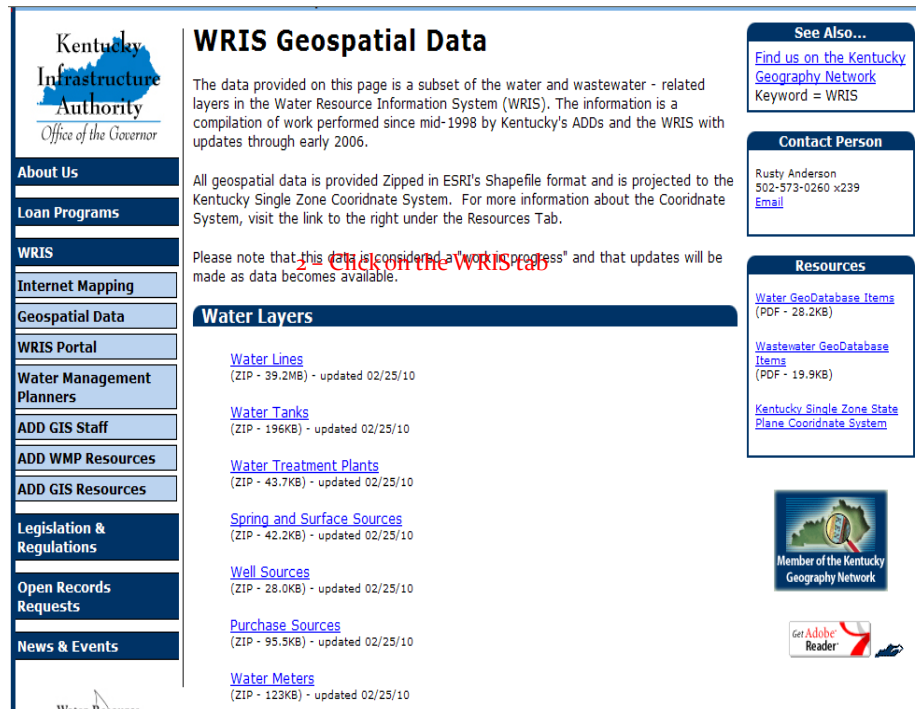 Kentucky
Infrastructure
Authority
Office of the Governor
About Us
Loan Programs
WRIS
Internet Mapping
Geospatial Data
WRIS Portal
Water Management
Planners
ADD GIS Staff
ADD WMP Resources
ADD GIS Resources
Legislation &
Regulations
Open Records
Requests
News & Events
WRIS Geospatial Data
The data provided on this page is a subset of the water and wastewater - related
layers in the Water Resource Information System (WRIS). The information is a
compilation of work performed since mid-1998 by Kentucky's ADDs and the WRIS with
updates through early 2006.
All geospatial data is provided Zipped in ESRI's Shapefile format and is projected to the
Kentucky Single Zone Cooridnate System. For more information about the Cooridnate
System, visit the link to the right under the Resources Tab.
Please note that this data is considered a "work in progress" and that updates will be
made as data becomes available.
2 – Click on the WRIS tab
Water Layers
Water Lines
(ZIP - 39.2MB) - updated 02/25/10
Water Tanks
(ZIP - 196KB) - updated 02/25/10
Water Treatment Plants
(ZIP - 43.7KB) - updated 02/25/10
Spring and Surface Sources
(ZIP - 42.2KB) - updated 02/25/10
Well Sources
(ZIP - 28.0KB) - updated 02/25/10
Purchase Sources
(ZIP - 95.5KB) - updated 02/25/10
Water Meters
(ZIP - 123KB) - updated 02/25/10
See Also...
Find us on the Kentucky
Geography Network
Keyword = WRIS
Contact Person
Rusty Anderson
502-573-0260 x239
Email
Resources
Water GeoDatabase Items
(PDF - 28.2KB)
Wastewater GeoDatabase
Items
(PDF - 19.9KB)
Kentucky Single Zone State
Plane Cooridnate System
Member of the Kentucky
Geography Network
Get Adobe
Reader